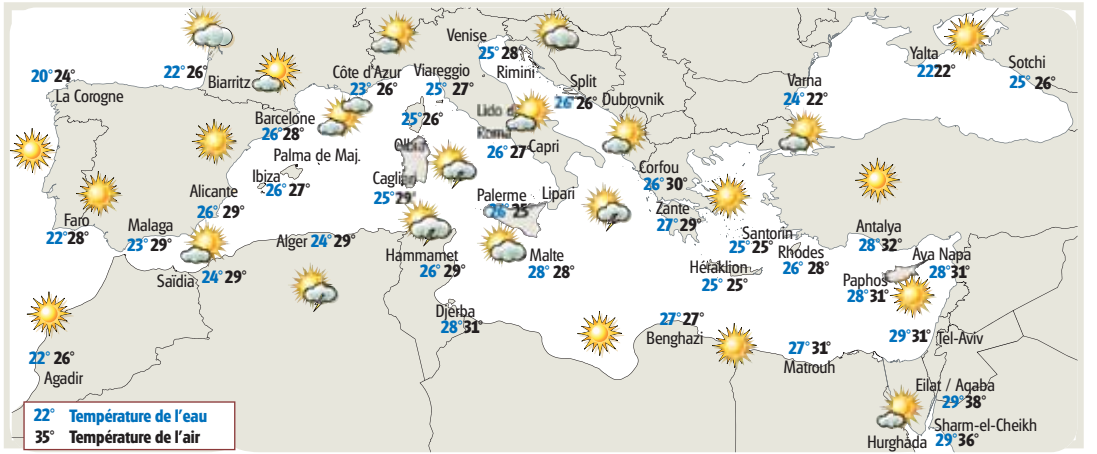 20° 24°
La Corogne
22° 26°
Biarritz
Côte d'Azur
23° 26°
Viareggio
25° 27°
Venise
25° 28°
Rimini
Split
26° 26°
Dubrovnik
Varna
24° 22°
Yalta
22° 22°
Sotchi
25° 26°
Barcelone
26° 28°
25° 26°
Lido di
Roma
26° 27°
Capri
Palma de Maj.
Ibiza
26° 27°
Olbia
Cagliari
25° 29°
Corfou
26° 30°
Alicante
26° 29°
Palerme
26° 25°
Lipari
Zante
27° 29°
Faro
22° 28°
Malaga
23° 29°
Alger 24° 29°
Santorin
25° 25°
Rhodes
26° 28°
Antalya
28° 32°
Hammamet
26° 29°
Malte
28° 28°
Héraklion
25° 25°
Aya Napa
28° 31°
Paphos
28° 31°
Saïdia
24° 29°
Djerba
28° 31°
27° 27°
Benghazi
29° 31°
Tel-Aviv
27° 31°
Matrouh
22° 26°
Agadir
Eilat / Aqaba
29° 38°
Sharm-el-Cheikh
29° 36°
Hurghada
22° Température de l'eau
35° Température de l'air